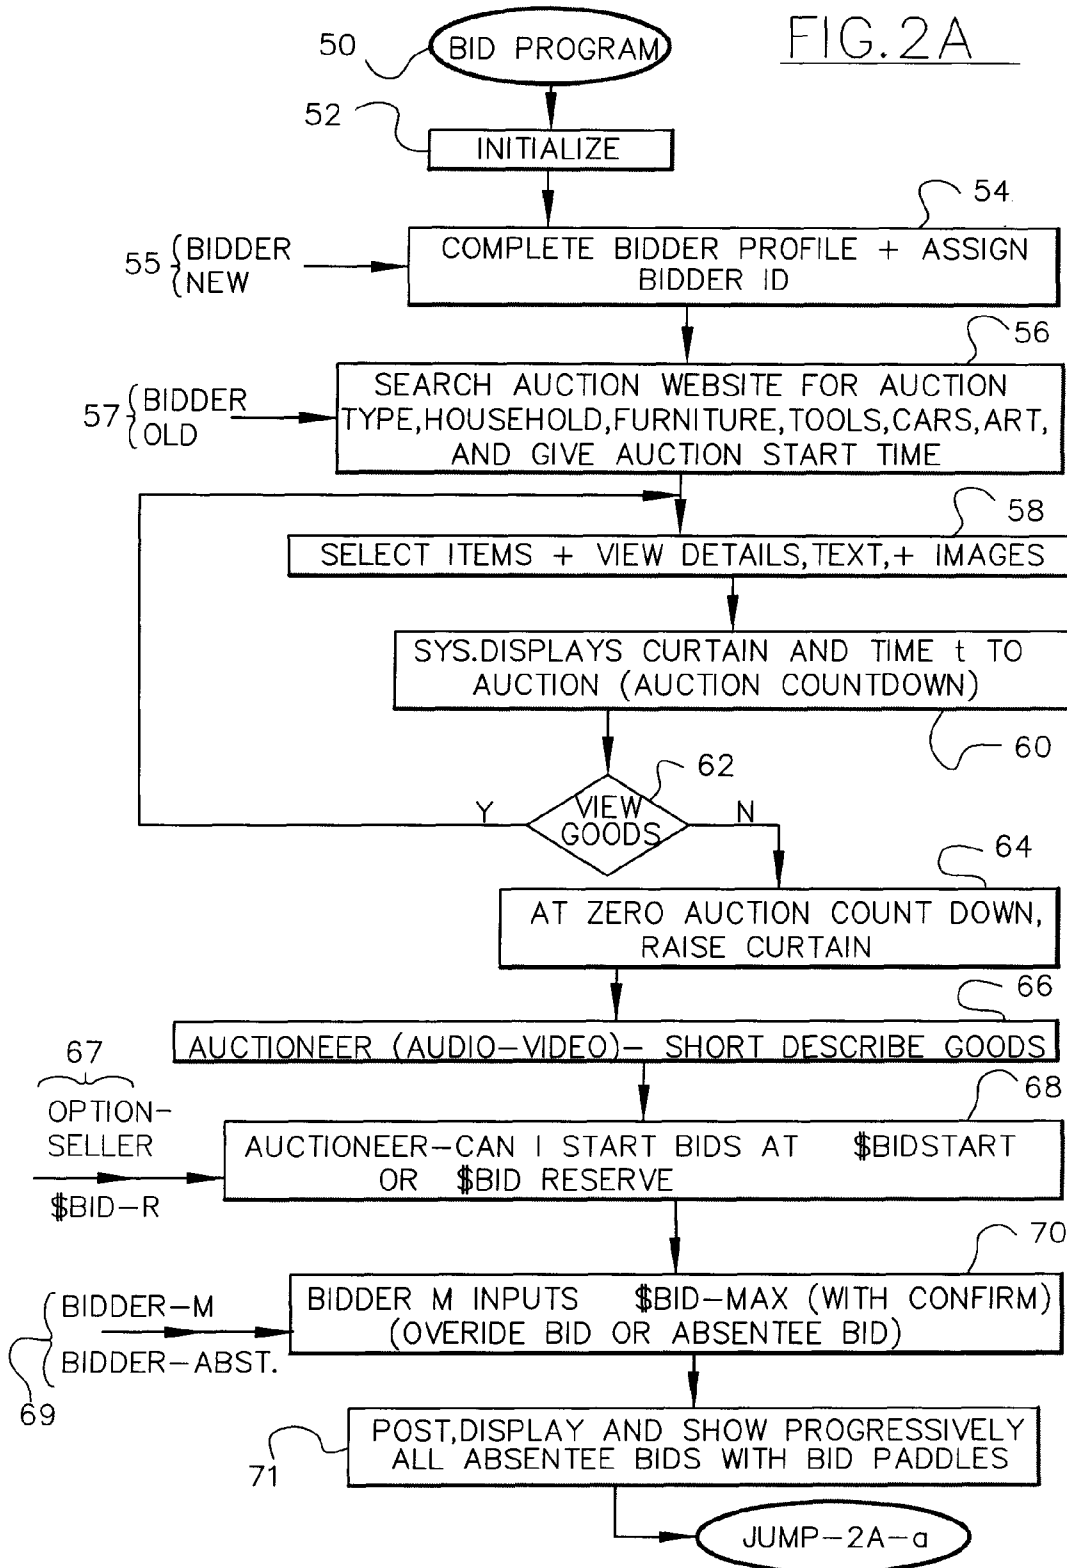 FIG.2A
50
BID PROGRAM
52
INITIALIZE
54
COMPLETE BIDDER PROFILE + ASSIGN
BIDDER ID
55
BIDDER
NEW
56
SEARCH AUCTION WEBSITE FOR AUCTION
TYPE,HOUSEHOLD,FURNITURE,TOOLS,CARS,ART,
AND GIVE AUCTION START TIME
57
BIDDER
OLD
58
SELECT ITEMS + VIEW DETAILS,TEXT,+ IMAGES
SYS.DISPLAYS CURTAIN AND TIME t TO
AUCTION (AUCTION COUNTDOWN)
60
62
VIEW
GOODS
Y
N
64
AT ZERO AUCTION COUNT DOWN,
RAISE CURTAIN
66
AUCTIONEER (AUDIO-VIDEO)- SHORT DESCRIBE GOODS
67
OPTION-
SELLER
$BID-R
68
AUCTIONEER-CAN I START BIDS AT $BIDSTART
OR $BID RESERVE
70
BIDDER M INPUTS $BID-MAX (WITH CONFIRM)
(OVERIDE BID OR ABSENTEE BID)
BIDDER-M
BIDDER-ABST.
69
POST,DISPLAY AND SHOW PROGRESSIVELY
ALL ABSENTEE BIDS WITH BID PADDLES
71
JUMP-2A-a